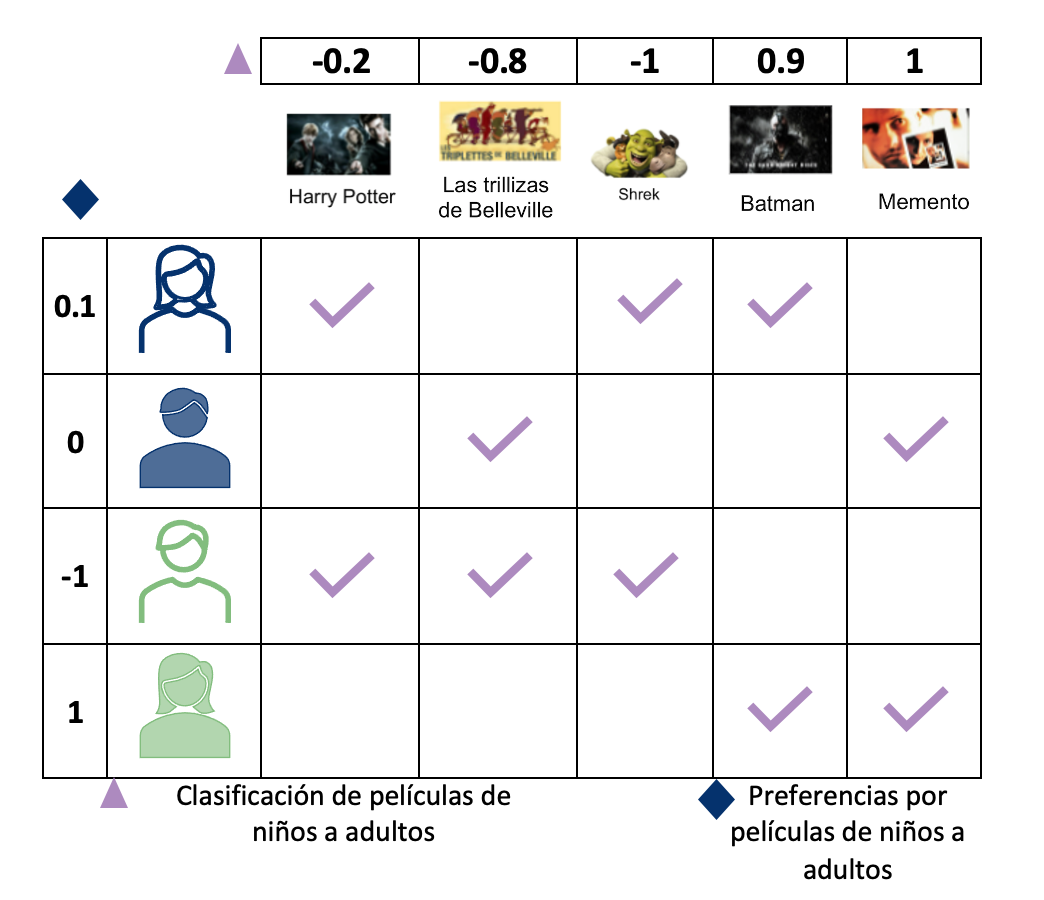 -0.2 -0.8 -1 0.9 1
TRIPLETTES DE BELLEVILLE
THE DARK KNIGHT RISES
Harry Potter
Las trillizas
de Belleville
Shrek
Batman
Memento
0.1
0
-1
1
Clasificación de películas de
niños a adultos
Preferencias por
películas de niños a
adultos